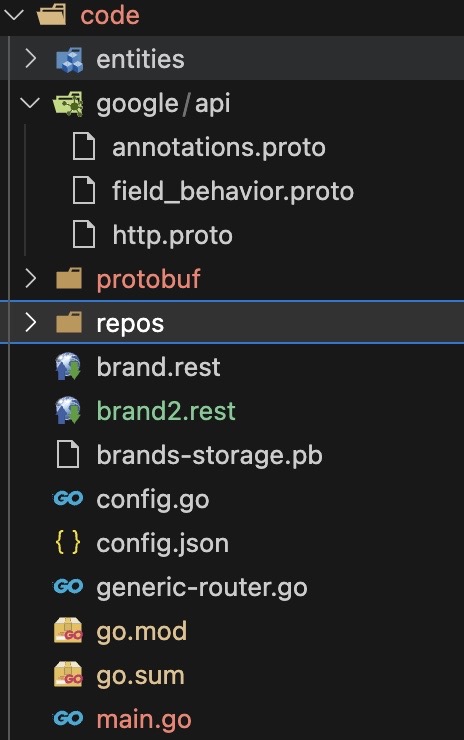 code
entities
google/api
annotations.proto
field_behavior.proto
http.proto
protobuf
repos
brand.rest
brand2.rest
brands-storage.pb
GO config.go
{ } config.json
GO generic-router.go
GO go.mod
GO go.sum
GO main.go